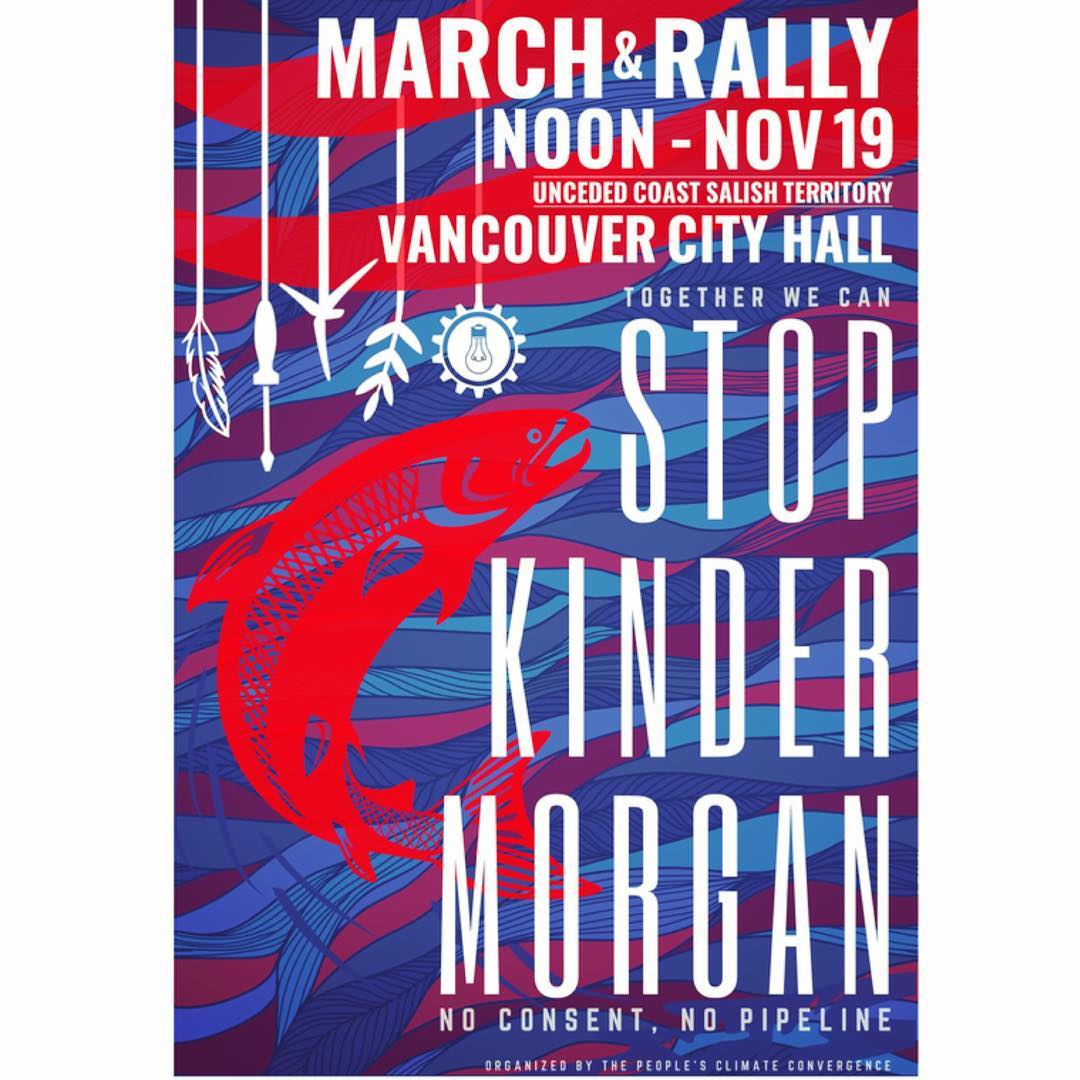 MARCH & RALLY
NOON - NOV 19
UNCEDED COAST SALISH TERRITORY
VANCOUVER CITY HALL
TOGETHER WE CAN
STOP
KINDER
MORGAN
NO CONSENT, NO PIPELINE
ORGANIZED BY THE PEOPLE'S CLIMATE CONVERGENCE